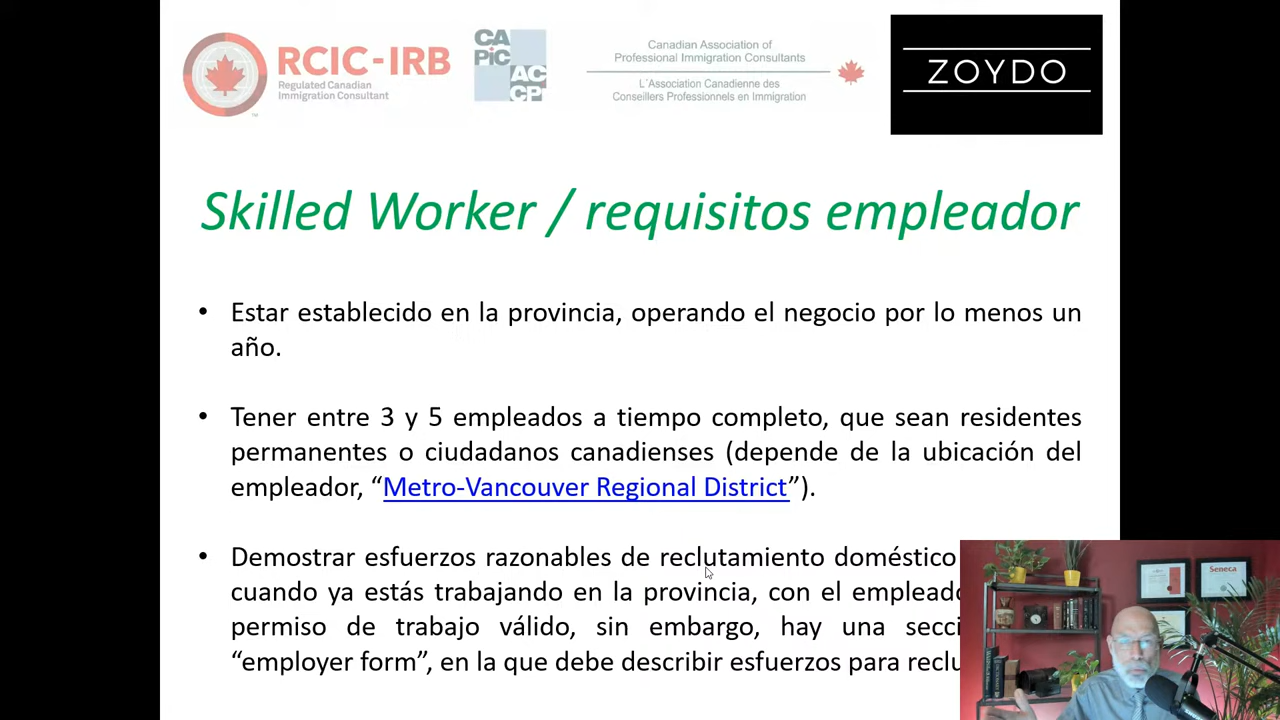 RCIC-IRB
Regulated Canadian
Immigration Consultant
CA
PiC
AC
CP
Canadian Association of
Professional Immigration Consultants
L'Association Canadienne des
Conseillers Professionnels en Immigration
ZOYDO
Skilled Worker / requisitos empleador
• Estar establecido en la provincia, operando el negocio por lo menos un
año.
• Tener entre 3 y 5 empleados a tiempo completo, que sean residentes
permanentes o ciudadanos canadienses (depende de la ubicación del
empleador, “Metro-Vancouver Regional District”).
• Demostrar esfuerzos razonables de reclutamiento doméstico
cuando ya estás trabajando en la provincia, con el
permiso de trabajo válido, sin embargo, hay una
“employer form”, en la que debe describir esfuerzos para
Seneca